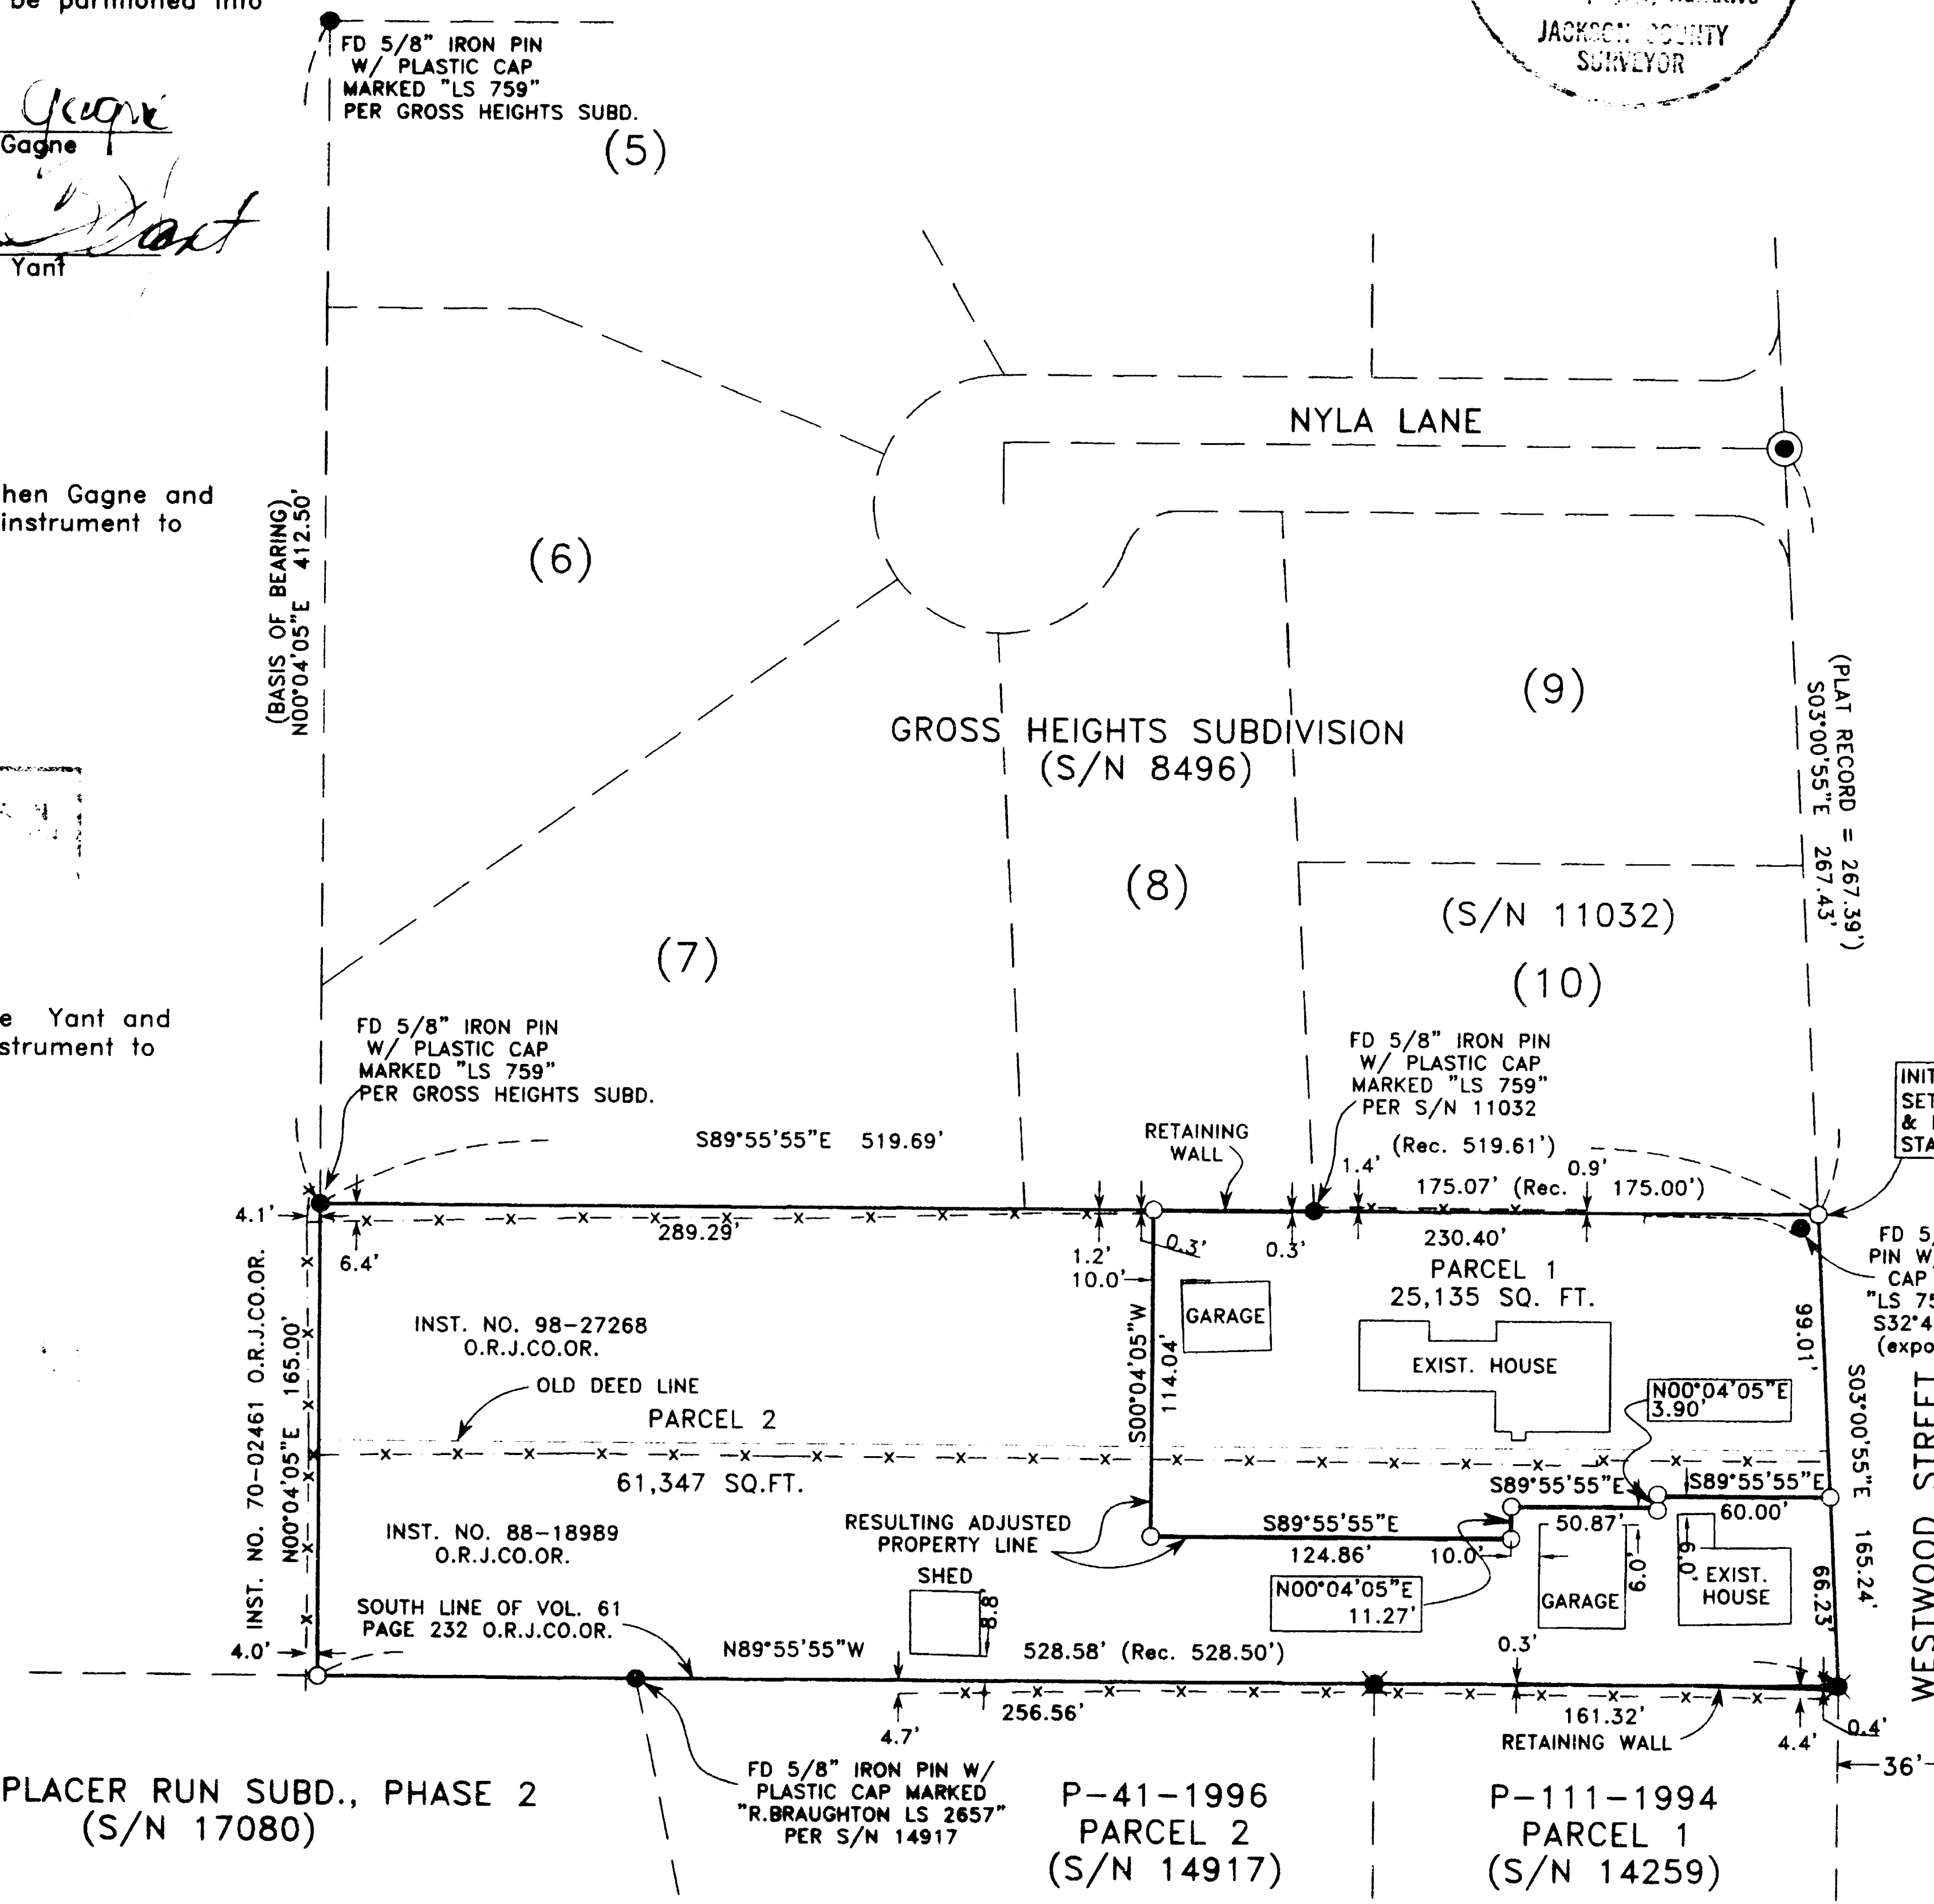 be partitioned into
FD 5/8" IRON PIN
W/ PLASTIC CAP
MARKED "LS 759"
PER GROSS HEIGHTS SUBD.
JACKSON COUNTY
SURVEYOR
Gagne
Yant
(5)
hen Gagne and
instrument to
(BASIS OF BEARING)
N00°04'05"E 412.50'
(6)
NYLA LANE
(9)
GROSS HEIGHTS SUBDIVISION
(S/N 8496)
(PLAT RECORD = 267.39')
S03°00'55"E 267.43'
(8)
(S/N 11032)
(7)
(10)
e Yant and
strument to
FD 5/8" IRON PIN
W/ PLASTIC CAP
MARKED "LS 759"
PER GROSS HEIGHTS SUBD.
FD 5/8" IRON PIN
W/ PLASTIC CAP
MARKED "LS 759"
PER S/N 11032
INIT
SET
&
STA
S89°55'55"E 519.69'
RETAINING
WALL
(Rec. 519.61')
1.4'
0.9'
175.07' (Rec. 175.00')
4.1'
6.4'
289.29'
1.2'
0.3'
0.3'
10.0'
230.40'
PARCEL 1
25,135 SQ. FT.
FD 5/
PIN W/
CAP
"LS 75
S32°4
(expo
GARAGE
EXIST. HOUSE
99.01'
S00°04'05"W
114.04'
INST. NO. 98-27268
O.R.J.CO.OR.
OLD DEED LINE
PARCEL 2
61,347 SQ.FT.
INST. NO. 70-02461 O.R.J.CO.OR.
N00°04'05"E 165.00'
N00°04'05"E
3.90'
S03°00'55"E 165.24'
WESTWOOD STREET
INST. NO. 88-18989
O.R.J.CO.OR.
RESULTING ADJUSTED
PROPERTY LINE
S89°55'55"E
124.86'
S89°55'55"E
50.87'
S89°55'55"E
60.00'
10.0'
9.0'
6.0'
GARAGE
EXIST.
HOUSE
66.23'
N00°04'05"E
11.27'
SHED
8.8'
SOUTH LINE OF VOL. 61
PAGE 232 O.R.J.CO.OR.
4.0'
N89°55'55"W 528.58' (Rec. 528.50')
0.3'
256.56'
4.7'
161.32'
RETAINING WALL
4.4'
0.4'
36'
FD 5/8" IRON PIN W/
PLASTIC CAP MARKED
"R.BRAUGHTON LS 2657"
PER S/N 14917
PLACER RUN SUBD., PHASE 2
(S/N 17080)
P-41-1996
PARCEL 2
(S/N 14917)
P-111-1994
PARCEL 1
(S/N 14259)